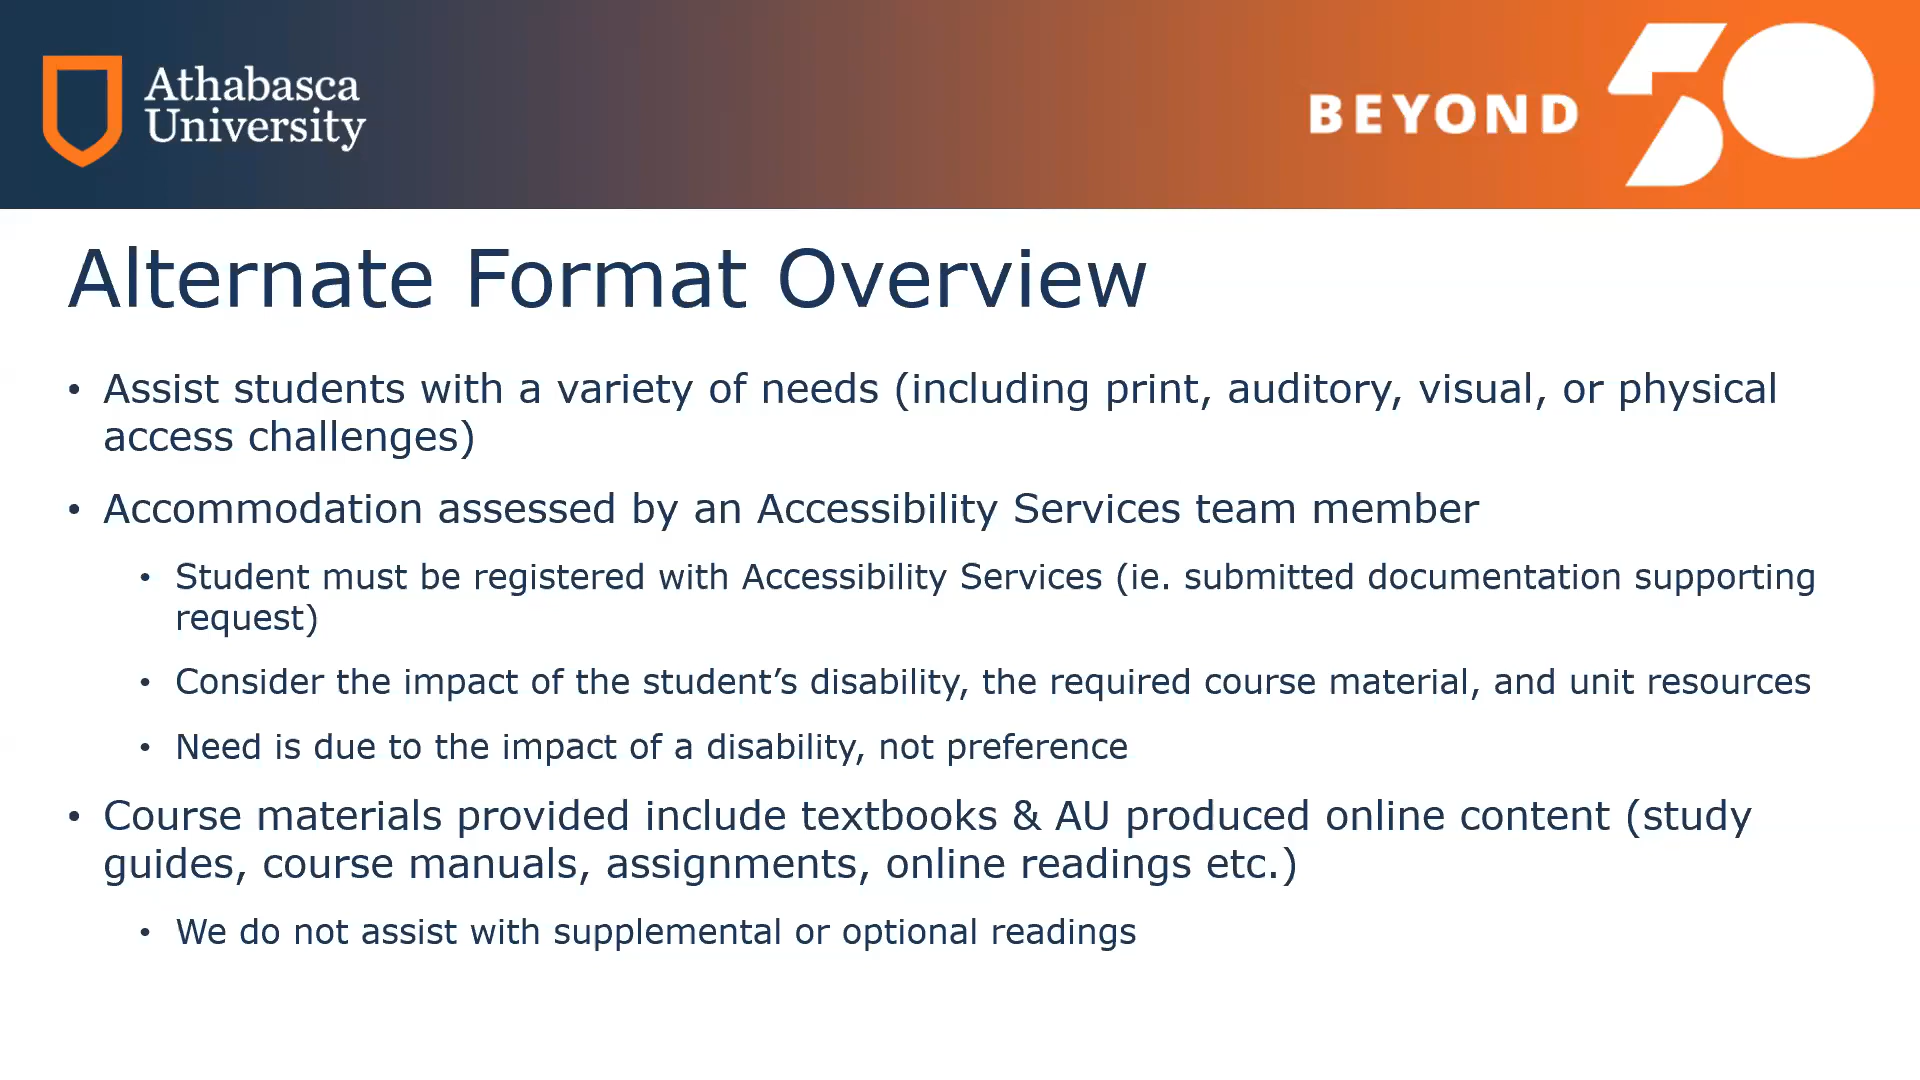 Athabasca
University
BEYOND 50
Alternate Format Overview
• Assist students with a variety of needs (including print, auditory, visual, or physical
access challenges)
• Accommodation assessed by an Accessibility Services team member
• Student must be registered with Accessibility Services (ie. submitted documentation supporting
request)
• Consider the impact of the student’s disability, the required course material, and unit resources
• Need is due to the impact of a disability, not preference
• Course materials provided include textbooks & AU produced online content (study
guides, course manuals, assignments, online readings etc.)
• We do not assist with supplemental or optional readings